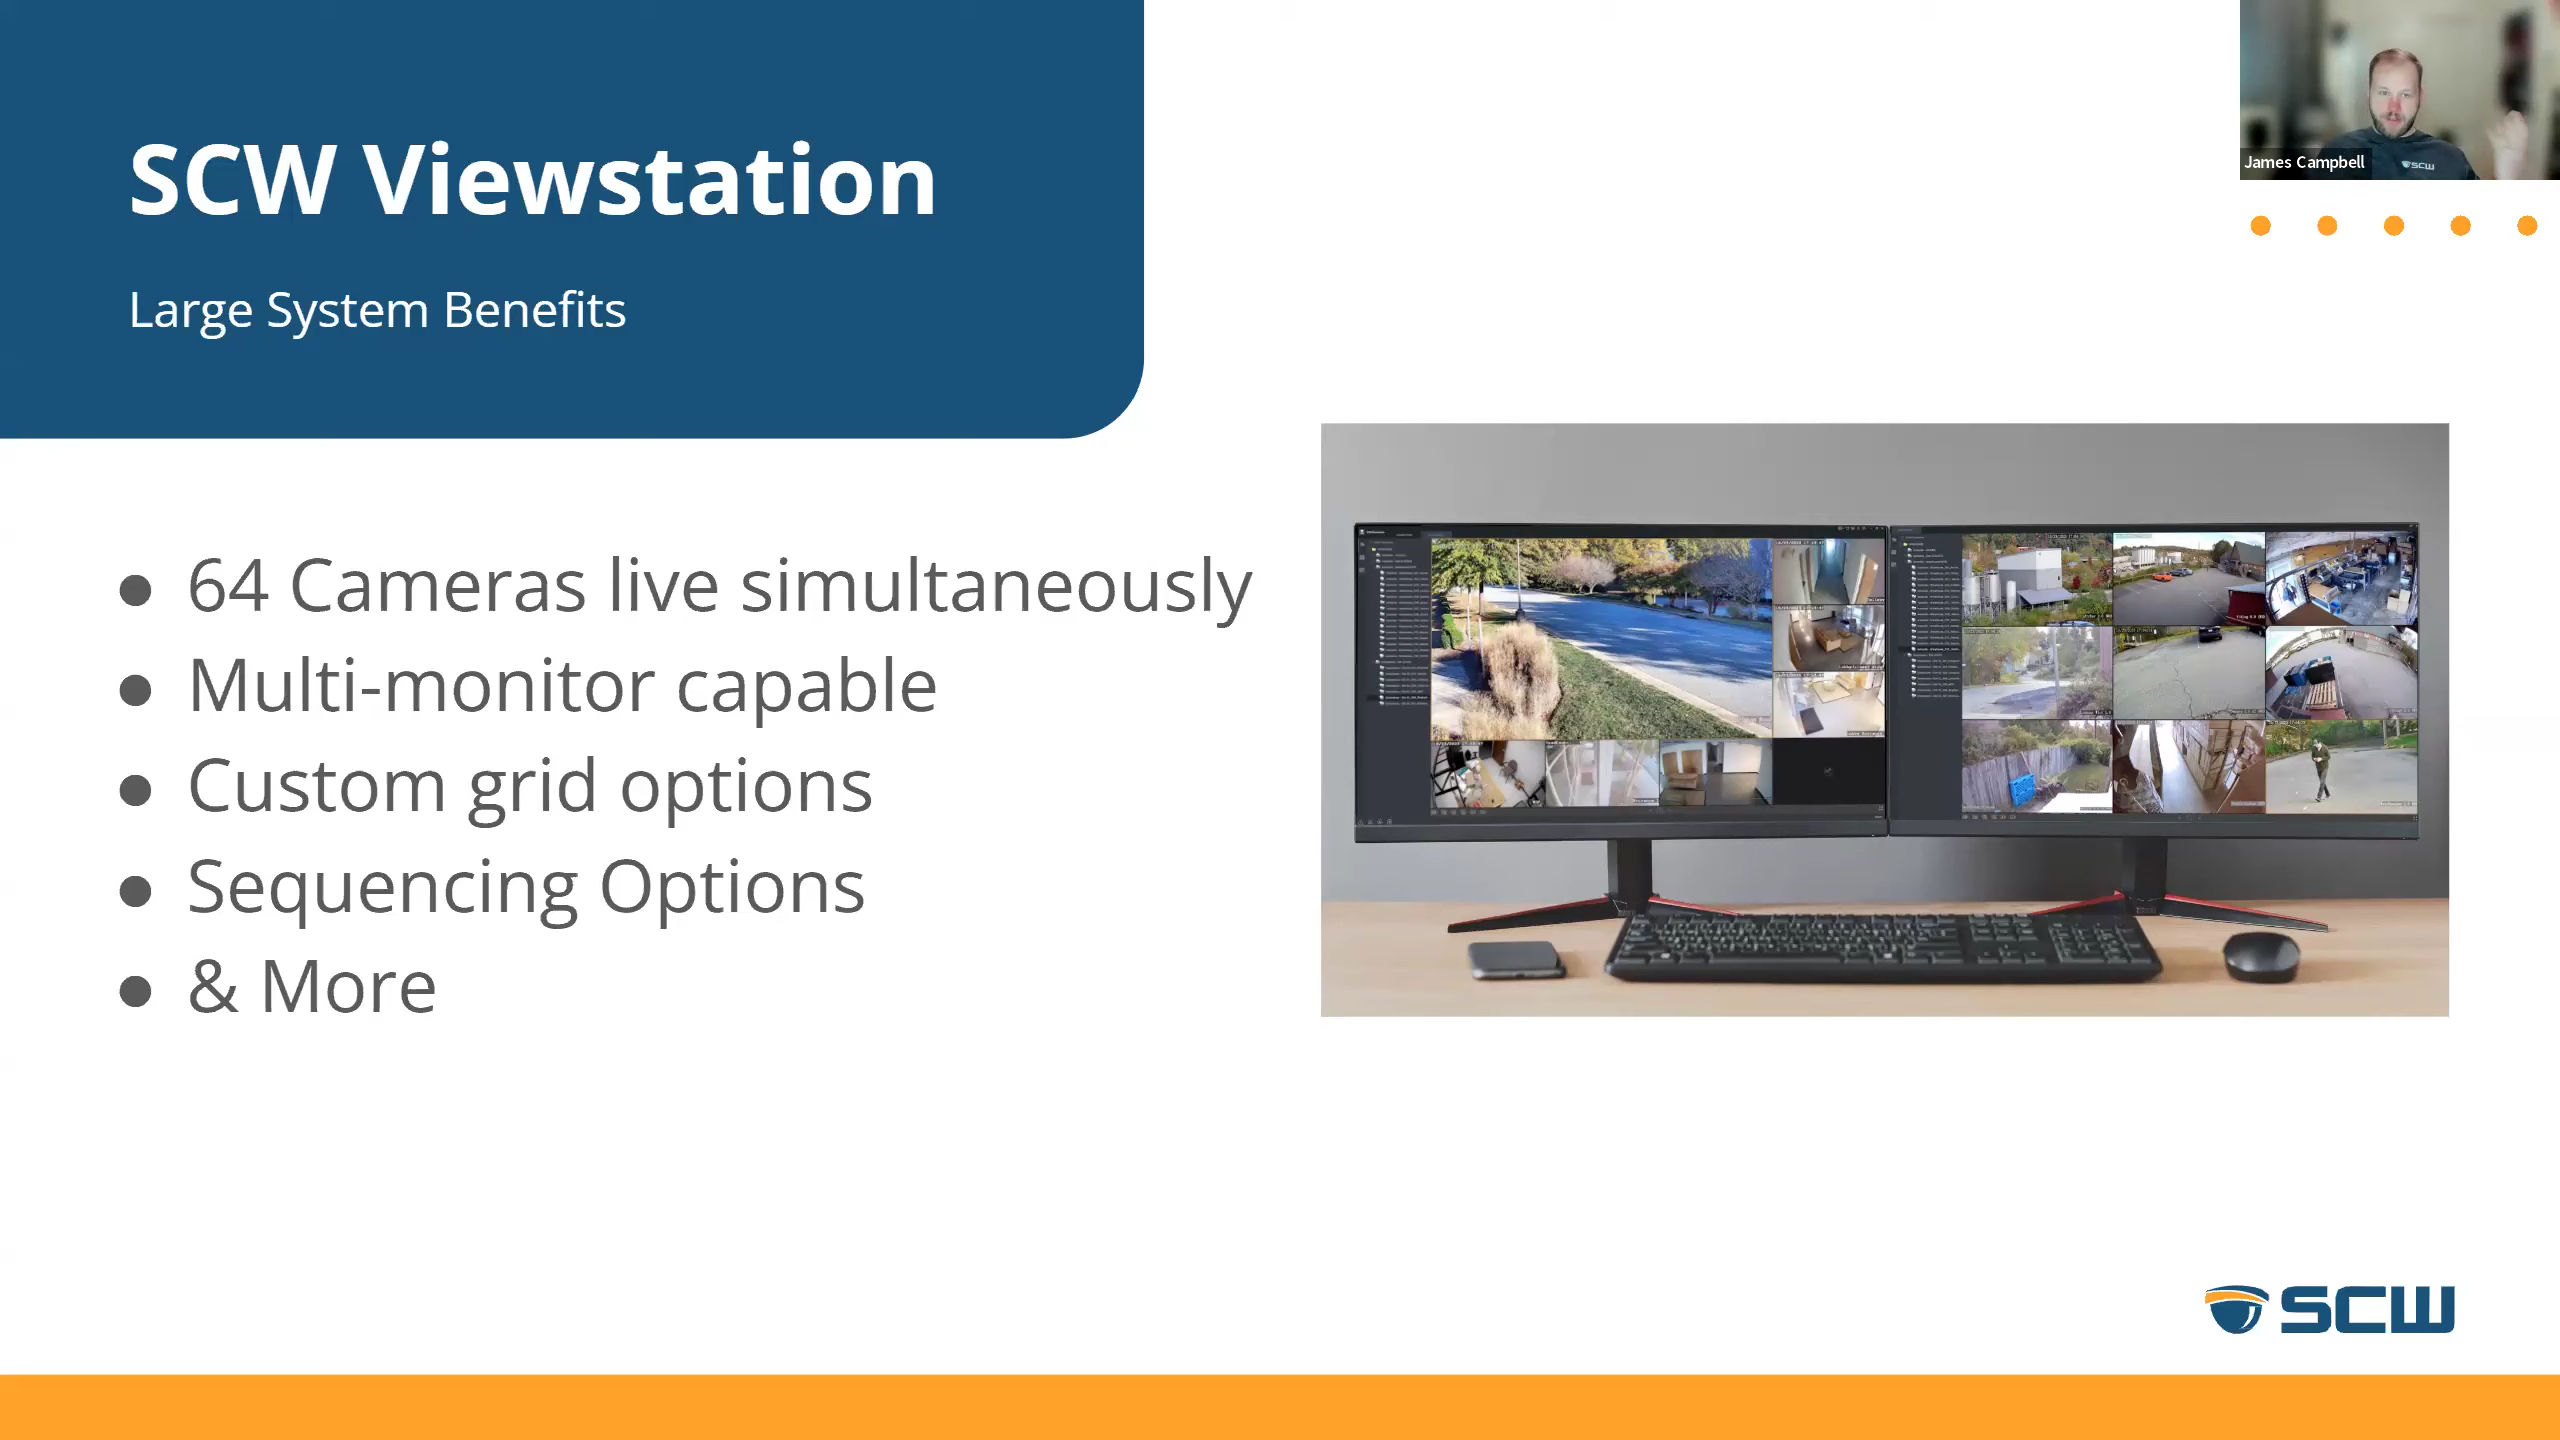 SCW Viewstation
Large System Benefits
James Campbell
SCW
● 64 Cameras live simultaneously
● Multi-monitor capable
● Custom grid options
● Sequencing Options
● & More
SCW